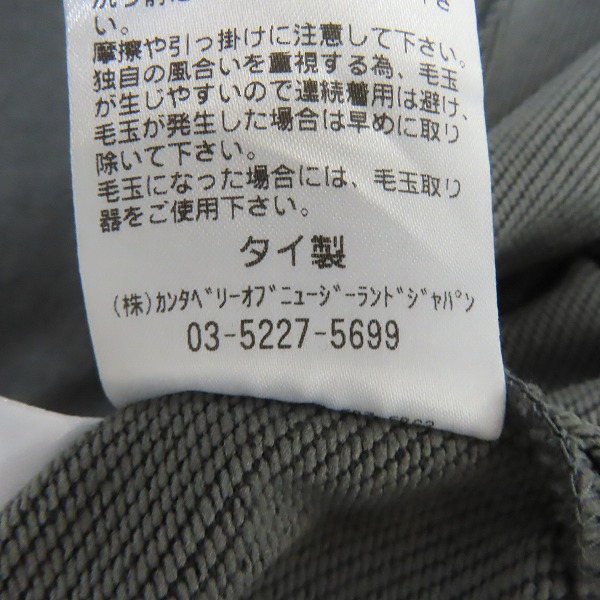 い。
摩擦や引っ掛けに注意して下さい。
独自の風合いを重視する為、毛玉
が生じやすいので連続着用は避け、
毛玉が発生した場合は早めに取り
除いて下さい。
毛玉になった場合には、毛玉取り
器をご使用下さい。
タイ製
(株)ｶﾝﾀﾍﾞﾘｰｵﾌﾞﾆｭｰｼﾞｰﾗﾝﾄﾞｼﾞｬﾊﾟﾝ
03-5227-5699